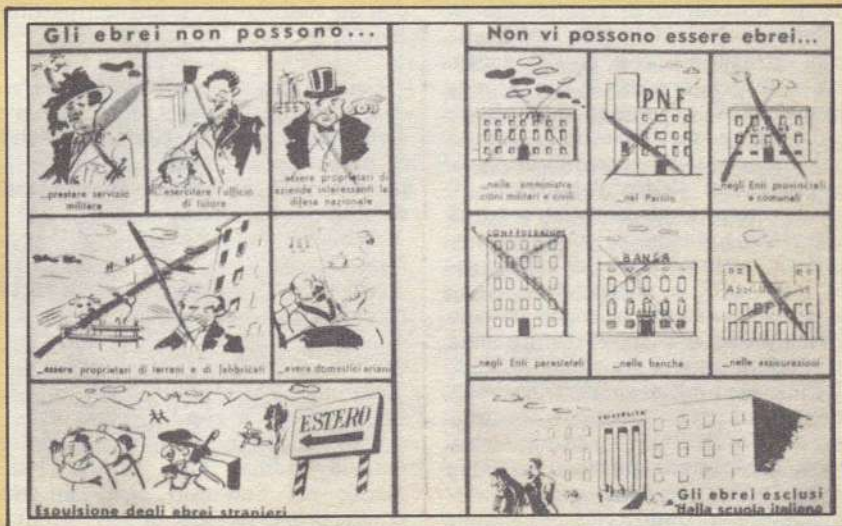 Gli ebrei non possono...
...prestare servizio
militare
...esercitare l'ufficio
di tutore
...essere proprietari di
aziende interessanti la
difesa nazionale
...essere proprietari di terreni e di fabbricati
...avere domestici ariani
ESTERO
Espulsione degli ebrei stranieri
Non vi possono essere ebrei...
P.N.F
...nelle amministra
zioni militari e civili
...nel Partito
...negli Enti provinciali
e comunali
CONFEDERAZIONE
BANCA
...negli Enti parastatali
...nelle banche
...nelle assicurazioni
UNIVERSITA
Gli ebrei esclusi
dalla scuola italiana